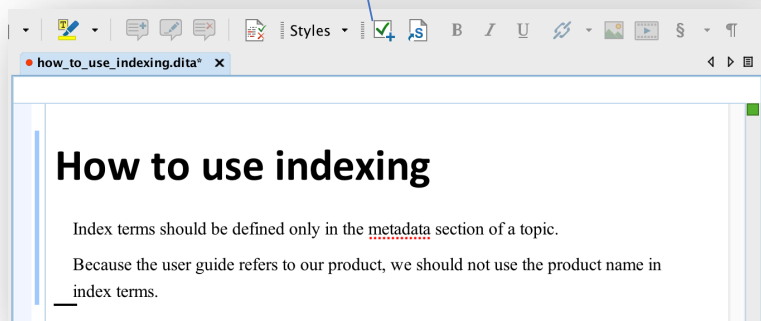 Styles
B I U § ¶
how_to_use_indexing.dita*
How to use indexing
Index terms should be defined only in the metadata section of a topic.
Because the user guide refers to our product, we should not use the product name in
index terms.